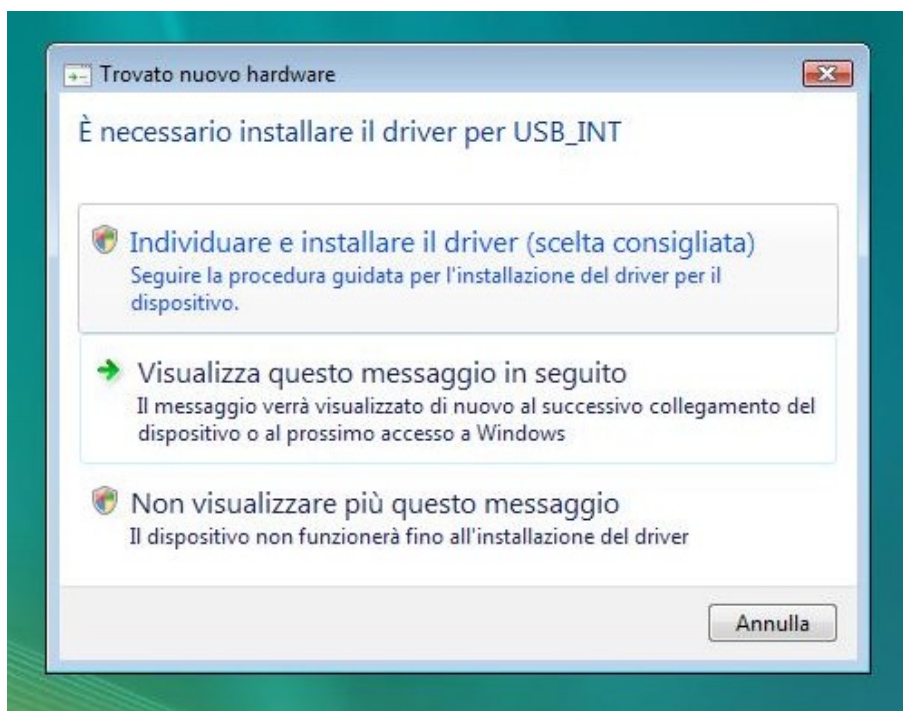 Trovato nuovo hardware
È necessario installare il driver per USB_INT
Individuare e installare il driver (scelta consigliata)
Seguire la procedura guidata per l'installazione del driver per il
dispositivo.
Visualizza questo messaggio in seguito
Il messaggio verrà visualizzato di nuovo al successivo collegamento del
dispositivo o al prossimo accesso a Windows
Non visualizzare più questo messaggio
Il dispositivo non funzionerà fino all'installazione del driver
Annulla